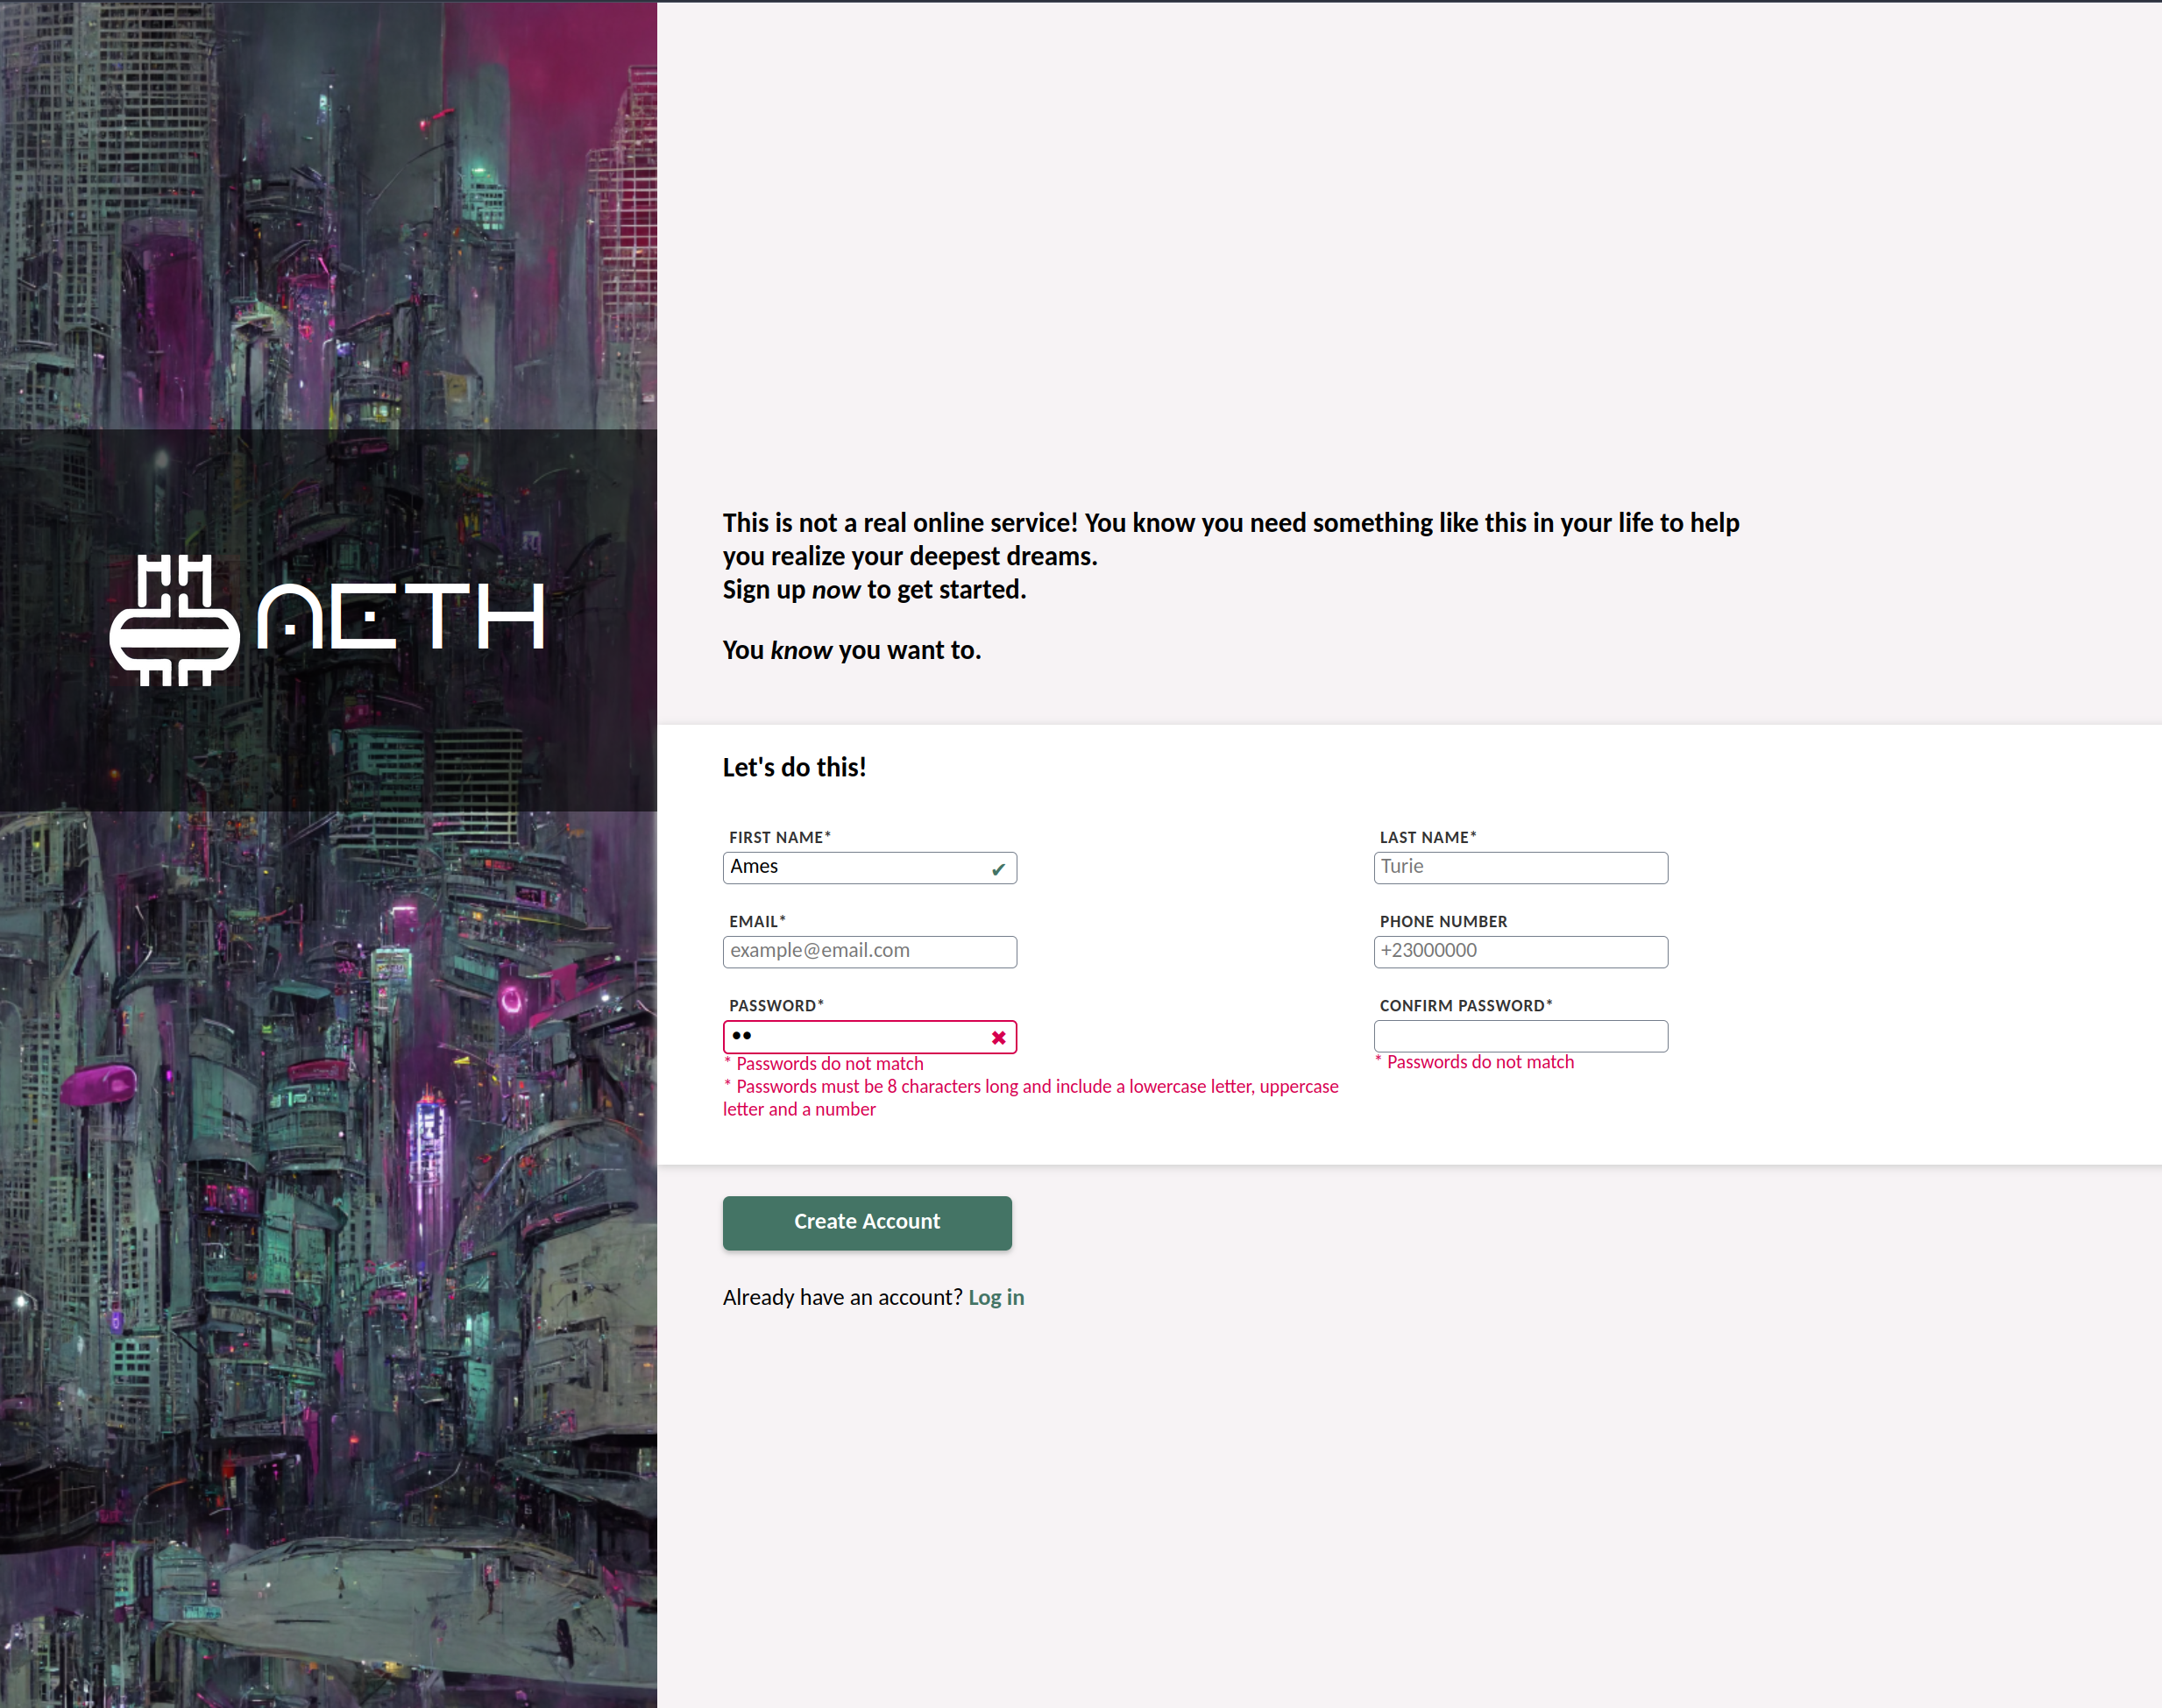 AETH
This is not a real online service! You know you need something like this in your life to help
you realize your deepest dreams.
Sign up now to get started.
You know you want to.
Let's do this!
FIRST NAME*
Ames
LAST NAME*
Turie
EMAIL*
example@email.com
PHONE NUMBER
+23000000
PASSWORD*
CONFIRM PASSWORD*
* Passwords do not match
* Passwords must be 8 characters long and include a lowercase letter, uppercase
letter and a number
* Passwords do not match
Create Account
Already have an account? Log in